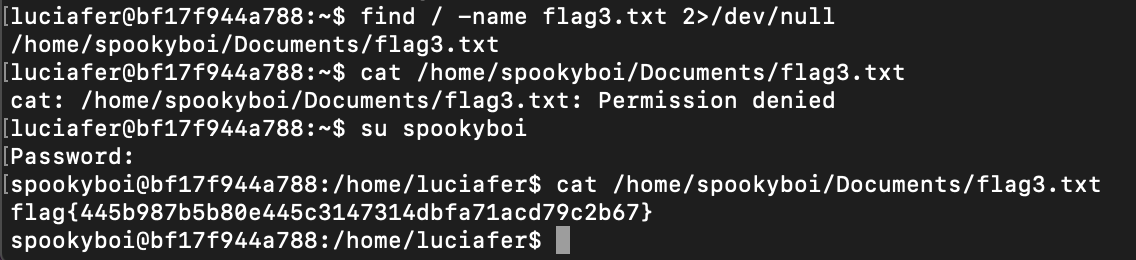 [luciafer@bf17f944a788:~$ find / -name flag3.txt 2>/dev/null
/home/spookyboi/Documents/flag3.txt
[luciafer@bf17f944a788:~$ cat /home/spookyboi/Documents/flag3.txt
cat: /home/spookyboi/Documents/flag3.txt: Permission denied
[luciafer@bf17f944a788:~$ su spookyboi
[Password:
[spookyboi@bf17f944a788:/home/luciafer$ cat /home/spookyboi/Documents/flag3.txt
flag{445b987b5b80e445c3147314dbfa71acd79c2b67}
spookyboi@bf17f944a788:/home/luciafer$